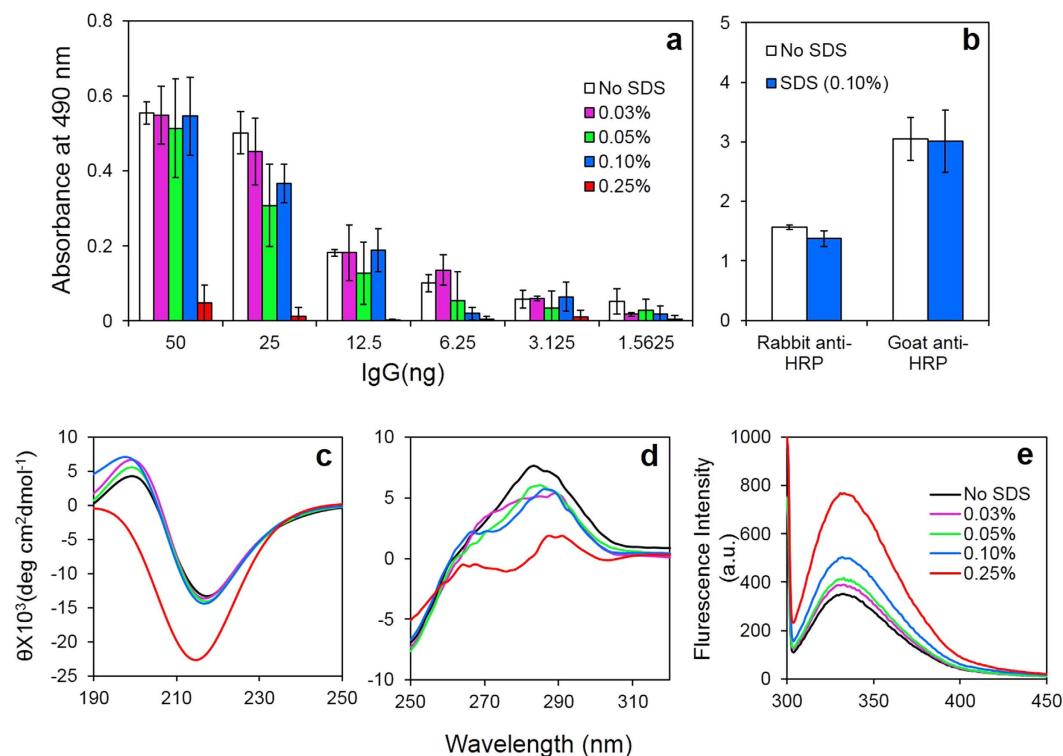 a
Absorbance at 490 nm
0.8
0.6
0.4
0.2
0
No SDS
0.03%
0.05%
0.10%
0.25%
50 25 12.5 6.25 3.125 1.5625
IgG(ng)
b
No SDS
SDS (0.10%)
5
4
3
2
1
0
Rabbit anti-
HRP
Goat anti-
HRP
c
θX10³(deg cm²dmol⁻¹)
10
5
0
-5
-10
-15
-20
-25
190 210 230 250
d
10
5
0
-5
-10
250 270 290 310
Wavelength (nm)
e
Flurescence Intensity
(a.u.)
1000
800
600
400
200
0
No SDS
0.03%
0.05%
0.10%
0.25%
300 350 400 450